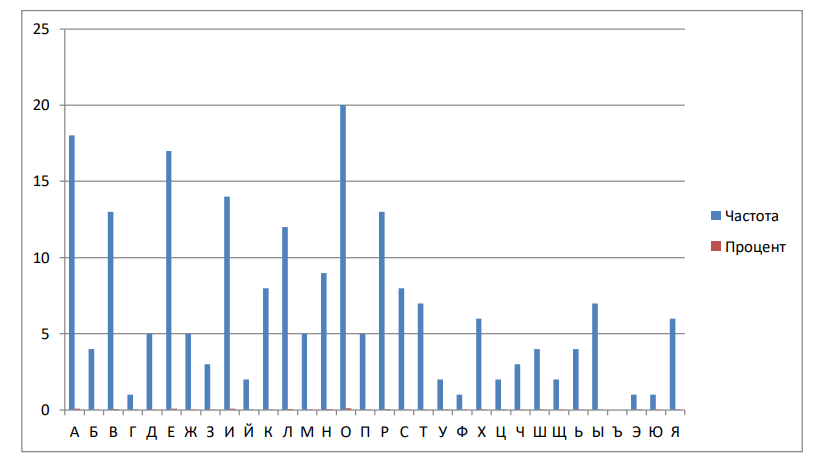 25
20
15
10
5
0
А Б В Г Д Е Ж З И Й К Л М Н О П Р С Т У Ф Х Ц Ч Ш Щ Ь Ы Ъ Э Ю Я
Частота
Процент